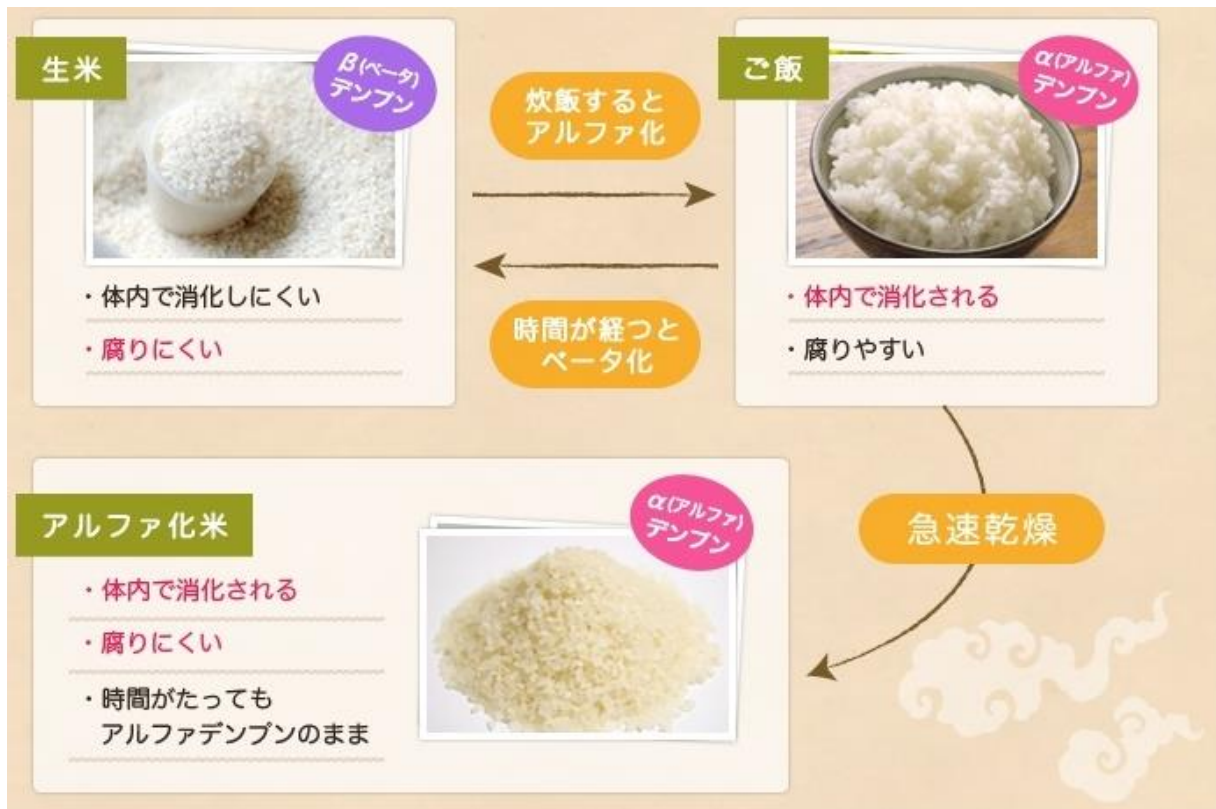 生米
β(ベータ)
デンプン
・体内で消化しにくい
・腐りにくい
炊飯すると
アルファ化
時間が経つと
ベータ化
ご飯
α(アルファ)
デンプン
・体内で消化される
・腐りやすい
急速乾燥
アルファ化米
α(アルファ)
デンプン
・体内で消化される
・腐りにくい
・時間がたっても
アルファデンプンのまま